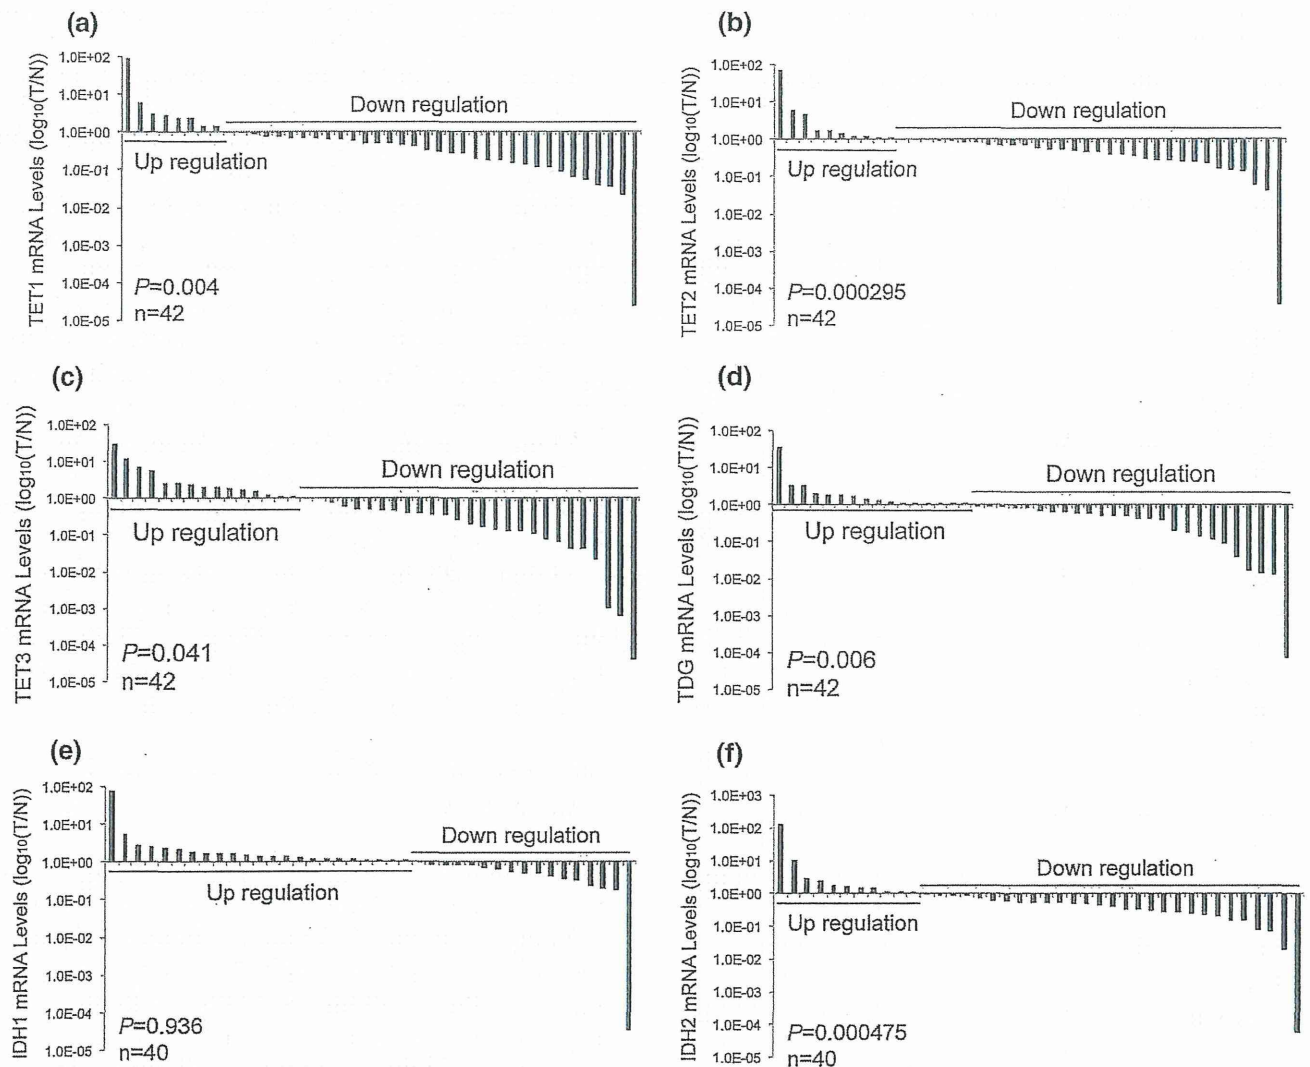 (a)
TET1 mRNA Levels (log10(T/N))
1.0E+02
1.0E+01
1.0E+00
1.0E-01
1.0E-02
1.0E-03
1.0E-04
1.0E-05
Down regulation
Up regulation
P=0.004
n=42
(b)
TET2 mRNA Levels (log10(T/N))
1.0E+02
1.0E+01
1.0E+00
1.0E-01
1.0E-02
1.0E-03
1.0E-04
1.0E-05
Down regulation
Up regulation
P=0.000295
n=42
(c)
TET3 mRNA Levels (log10(T/N))
1.0E+02
1.0E+01
1.0E+00
1.0E-01
1.0E-02
1.0E-03
1.0E-04
1.0E-05
Down regulation
Up regulation
P=0.041
n=42
(d)
TDG mRNA Levels (log10(T/N))
1.0E+02
1.0E+01
1.0E+00
1.0E-01
1.0E-02
1.0E-03
1.0E-04
1.0E-05
Down regulation
Up regulation
P=0.006
n=42
(e)
IDH1 mRNA Levels (log10(T/N))
1.0E+02
1.0E+01
1.0E+00
1.0E-01
1.0E-02
1.0E-03
1.0E-04
1.0E-05
Down regulation
Up regulation
P=0.936
n=40
(f)
IDH2 mRNA Levels (log10(T/N))
1.0E+03
1.0E+02
1.0E+01
1.0E+00
1.0E-01
1.0E-02
1.0E-03
1.0E-04
1.0E-05
Down regulation
Up regulation
P=0.000475
n=40